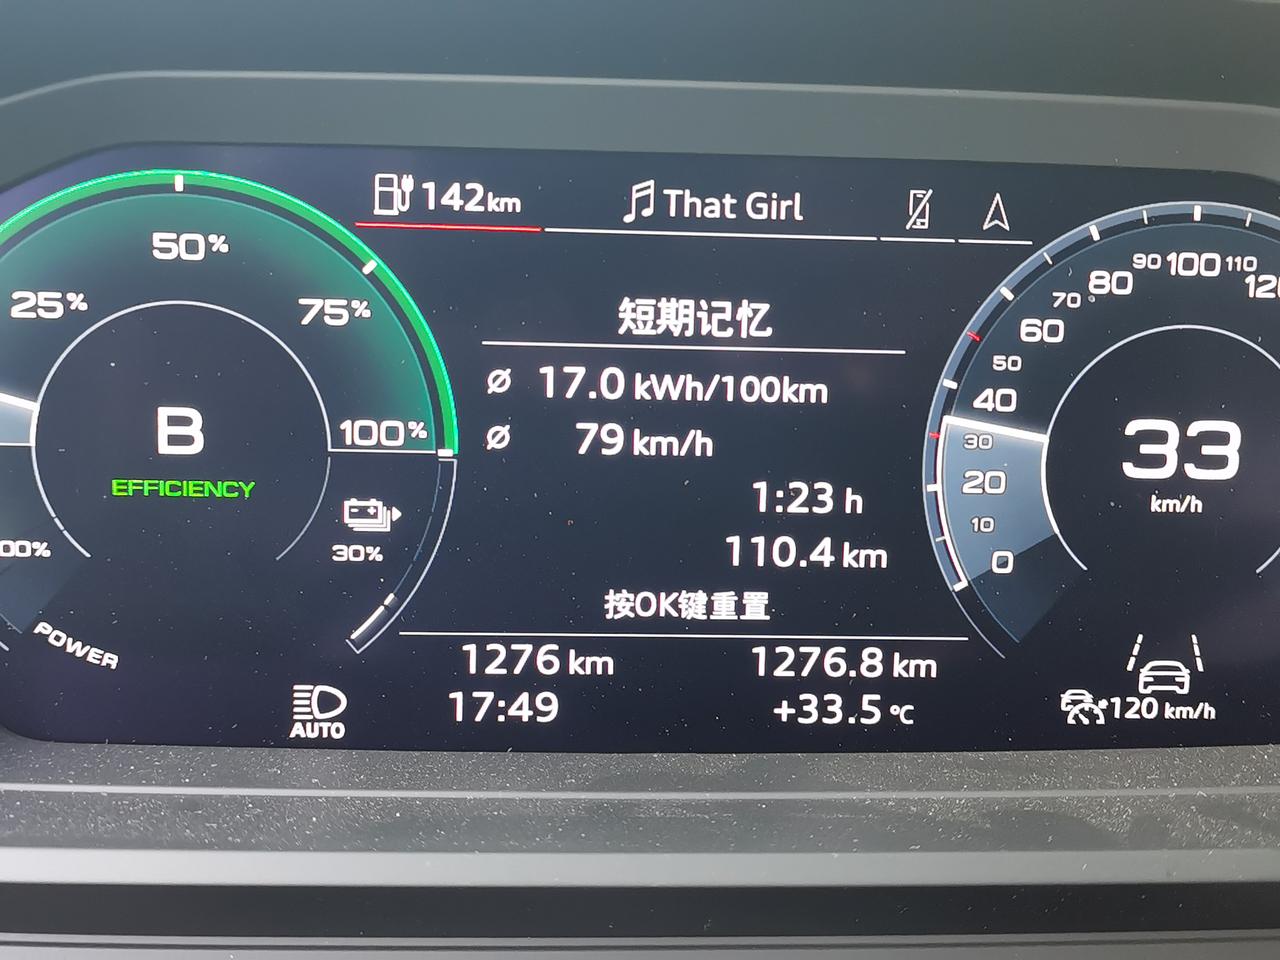 142 km
That Girl
25%
50%
75%
100%
B
EFFICIENCY
30%
00%
POWER
AUTO
短期记忆
Ø 17.0 kWh/100km
Ø 79 km/h
1:23 h
110.4 km
按OK键重置
1276 km
1276.8 km
17:49
+33.5 °C
0
10
20
30
40
50
60
70
80
90
100
110
120
33
km/h
120 km/h